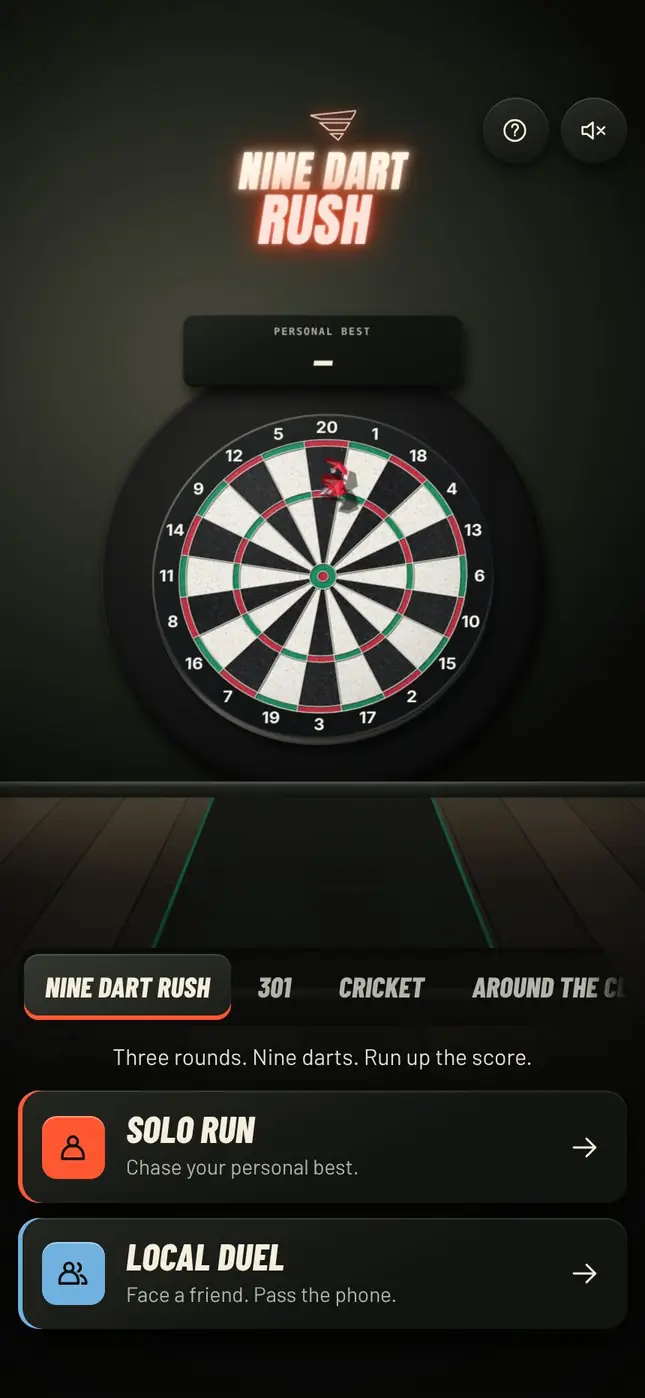 NINE DART
RUSH
PERSONAL BEST
–
20
5
1
12
18
9
4
14
13
11
6
8
10
16
15
7
2
19
17
3
NINE DART RUSH
301
CRICKET
AROUND THE
Three rounds. Nine darts. Run up the score.
SOLO RUN
Chase your personal best.
LOCAL DUEL
Face a friend. Pass the phone.